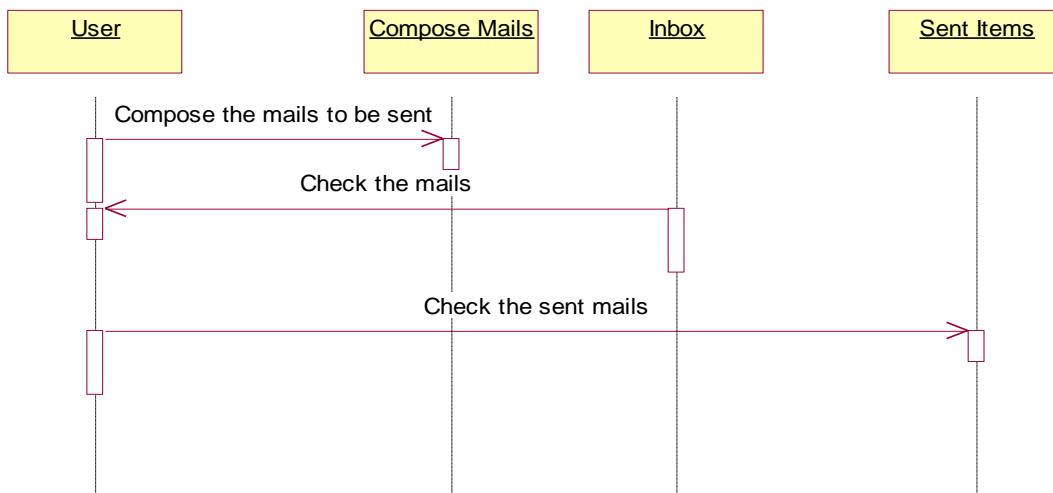 User
Compose Mails
Inbox
Sent Items
Compose the mails to be sent
Check the mails
Check the sent mails